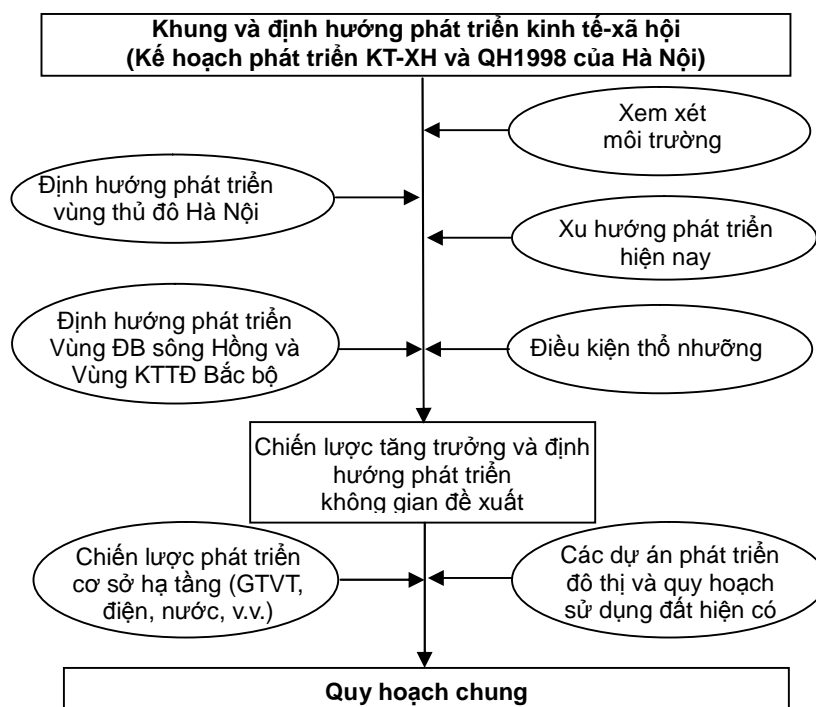 Khung và định hướng phát triển kinh tế-xã hội
(Kế hoạch phát triển KT-XH và QH1998 của Hà Nội)
Xem xét
môi trường
Định hướng phát triển
vùng thủ đô Hà Nội
Xu hướng phát triển
hiện nay
Định hướng phát triển
Vùng ĐB sông Hồng và
Vùng KTTĐ Bắc bộ
Điều kiện thổ nhưỡng
Chiến lược tăng trưởng và định
hướng phát triển
không gian đề xuất
Chiến lược phát triển
cơ sở hạ tầng (GTVT,
điện, nước, v.v.)
Các dự án phát triển
đô thị và quy hoạch
sử dụng đất hiện có
Quy hoạch chung